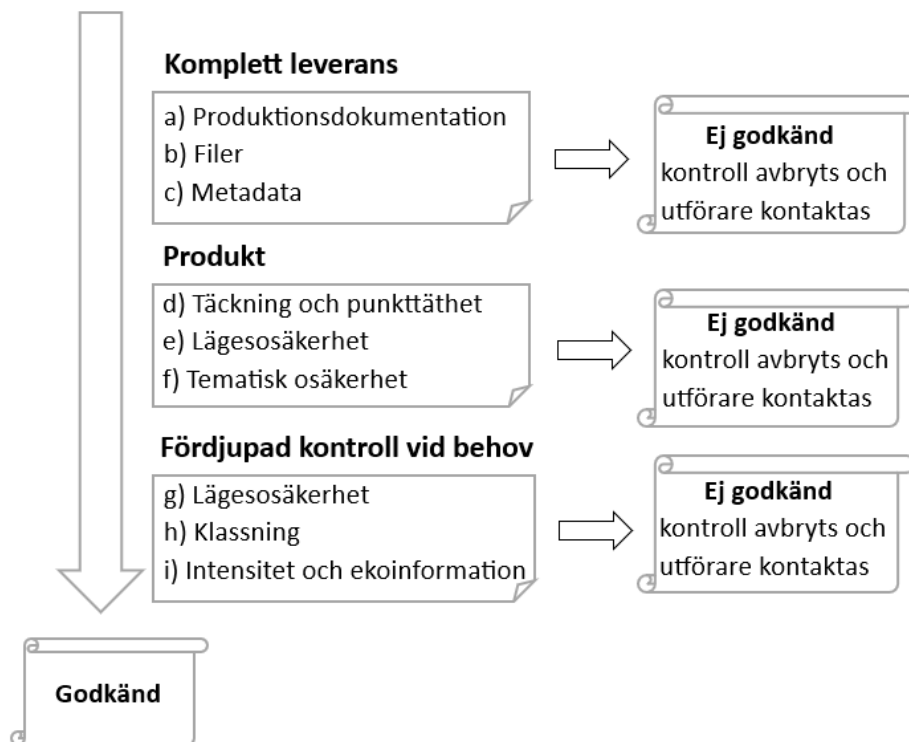 Komplett leverans
a) Produktionsdokumentation
b) Filer
c) Metadata
Ej godkänd
kontroll avbryts och
utförare kontaktas
Produkt
d) Täckning och punkttäthet
e) Lägesosäkerhet
f) Tematisk osäkerhet
Ej godkänd
kontroll avbryts och
utförare kontaktas
Fördjupad kontroll vid behov
g) Lägesosäkerhet
h) Klassning
i) Intensitet och ekoinformation
Ej godkänd
kontroll avbryts och
utförare kontaktas
Godkänd